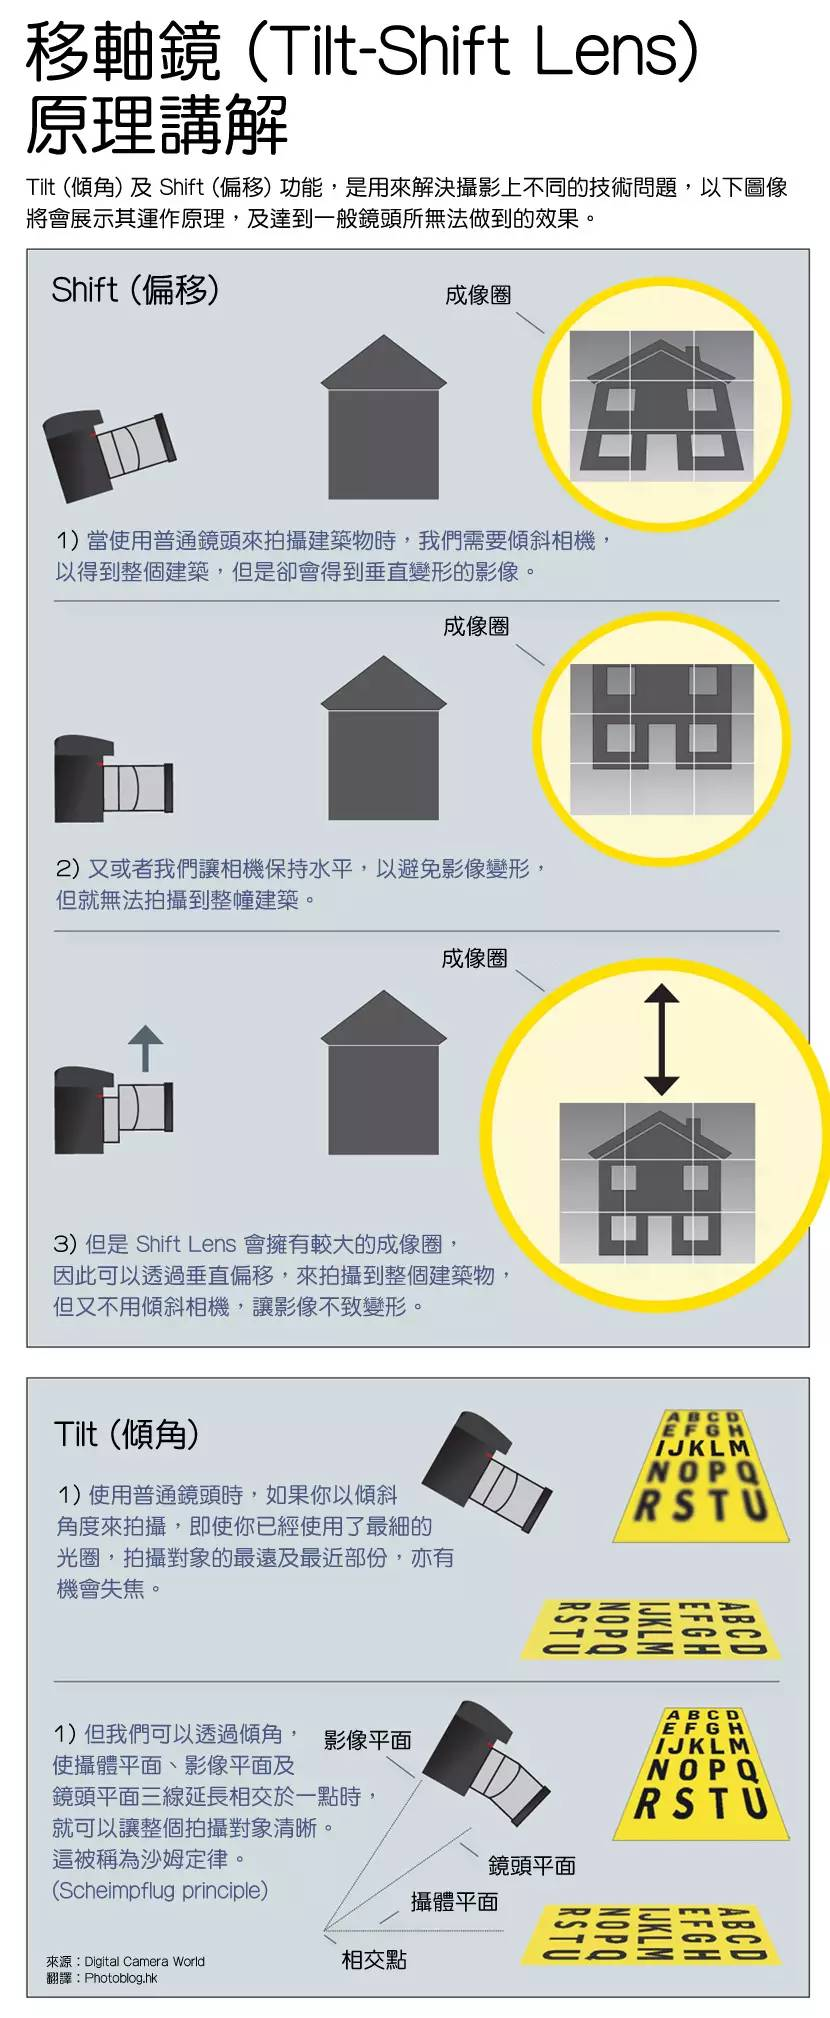 移軸鏡 (Tilt-Shift Lens)
原理講解
Tilt (傾角) 及 Shift (偏移) 功能，是用來解決攝影上不同的技術問題，以下圖像
將會展示其運作原理，及達到一般鏡頭所無法做到的效果。
Shift (偏移)
成像圈
1) 當使用普通鏡頭來拍攝建築物時，我們需要傾斜相機，
以得到整個建築，但是卻會得到垂直變形的影像。
成像圈
2) 又或者我們讓相機保持水平，以避免影像變形，
但就無法拍攝到整幢建築。
成像圈
3) 但是 Shift Lens 會擁有較大的成像圈，
因此可以透過垂直偏移，來拍攝到整個建築物，
但又不用傾斜相機，讓影像不致變形。
Tilt (傾角)
1) 使用普通鏡頭時，如果你以傾斜
角度來拍攝，即使你已經使用了最細的
光圈，拍攝對象的最遠及最近部份，亦有
機會失焦。
ABCD
EFGH
IJKLM
NOPQ
RSTU
ABCD
EFGH
IJKLM
NOPQ
RSTU
1) 但我們可以透過傾角，
使攝體平面、影像平面及
鏡頭平面三線延長相交於一點時，
就可以讓整個拍攝對象清晰。
這被稱為沙姆定律。
(Scheimpflug principle)
影像平面
鏡頭平面
攝體平面
相交點
ABCD
EFGH
IJKLM
NOPQ
RSTU
ABCD
EFGH
IJKLM
NOPQ
RSTU
來源：Digital Camera World
翻譯：Photoblog.hk